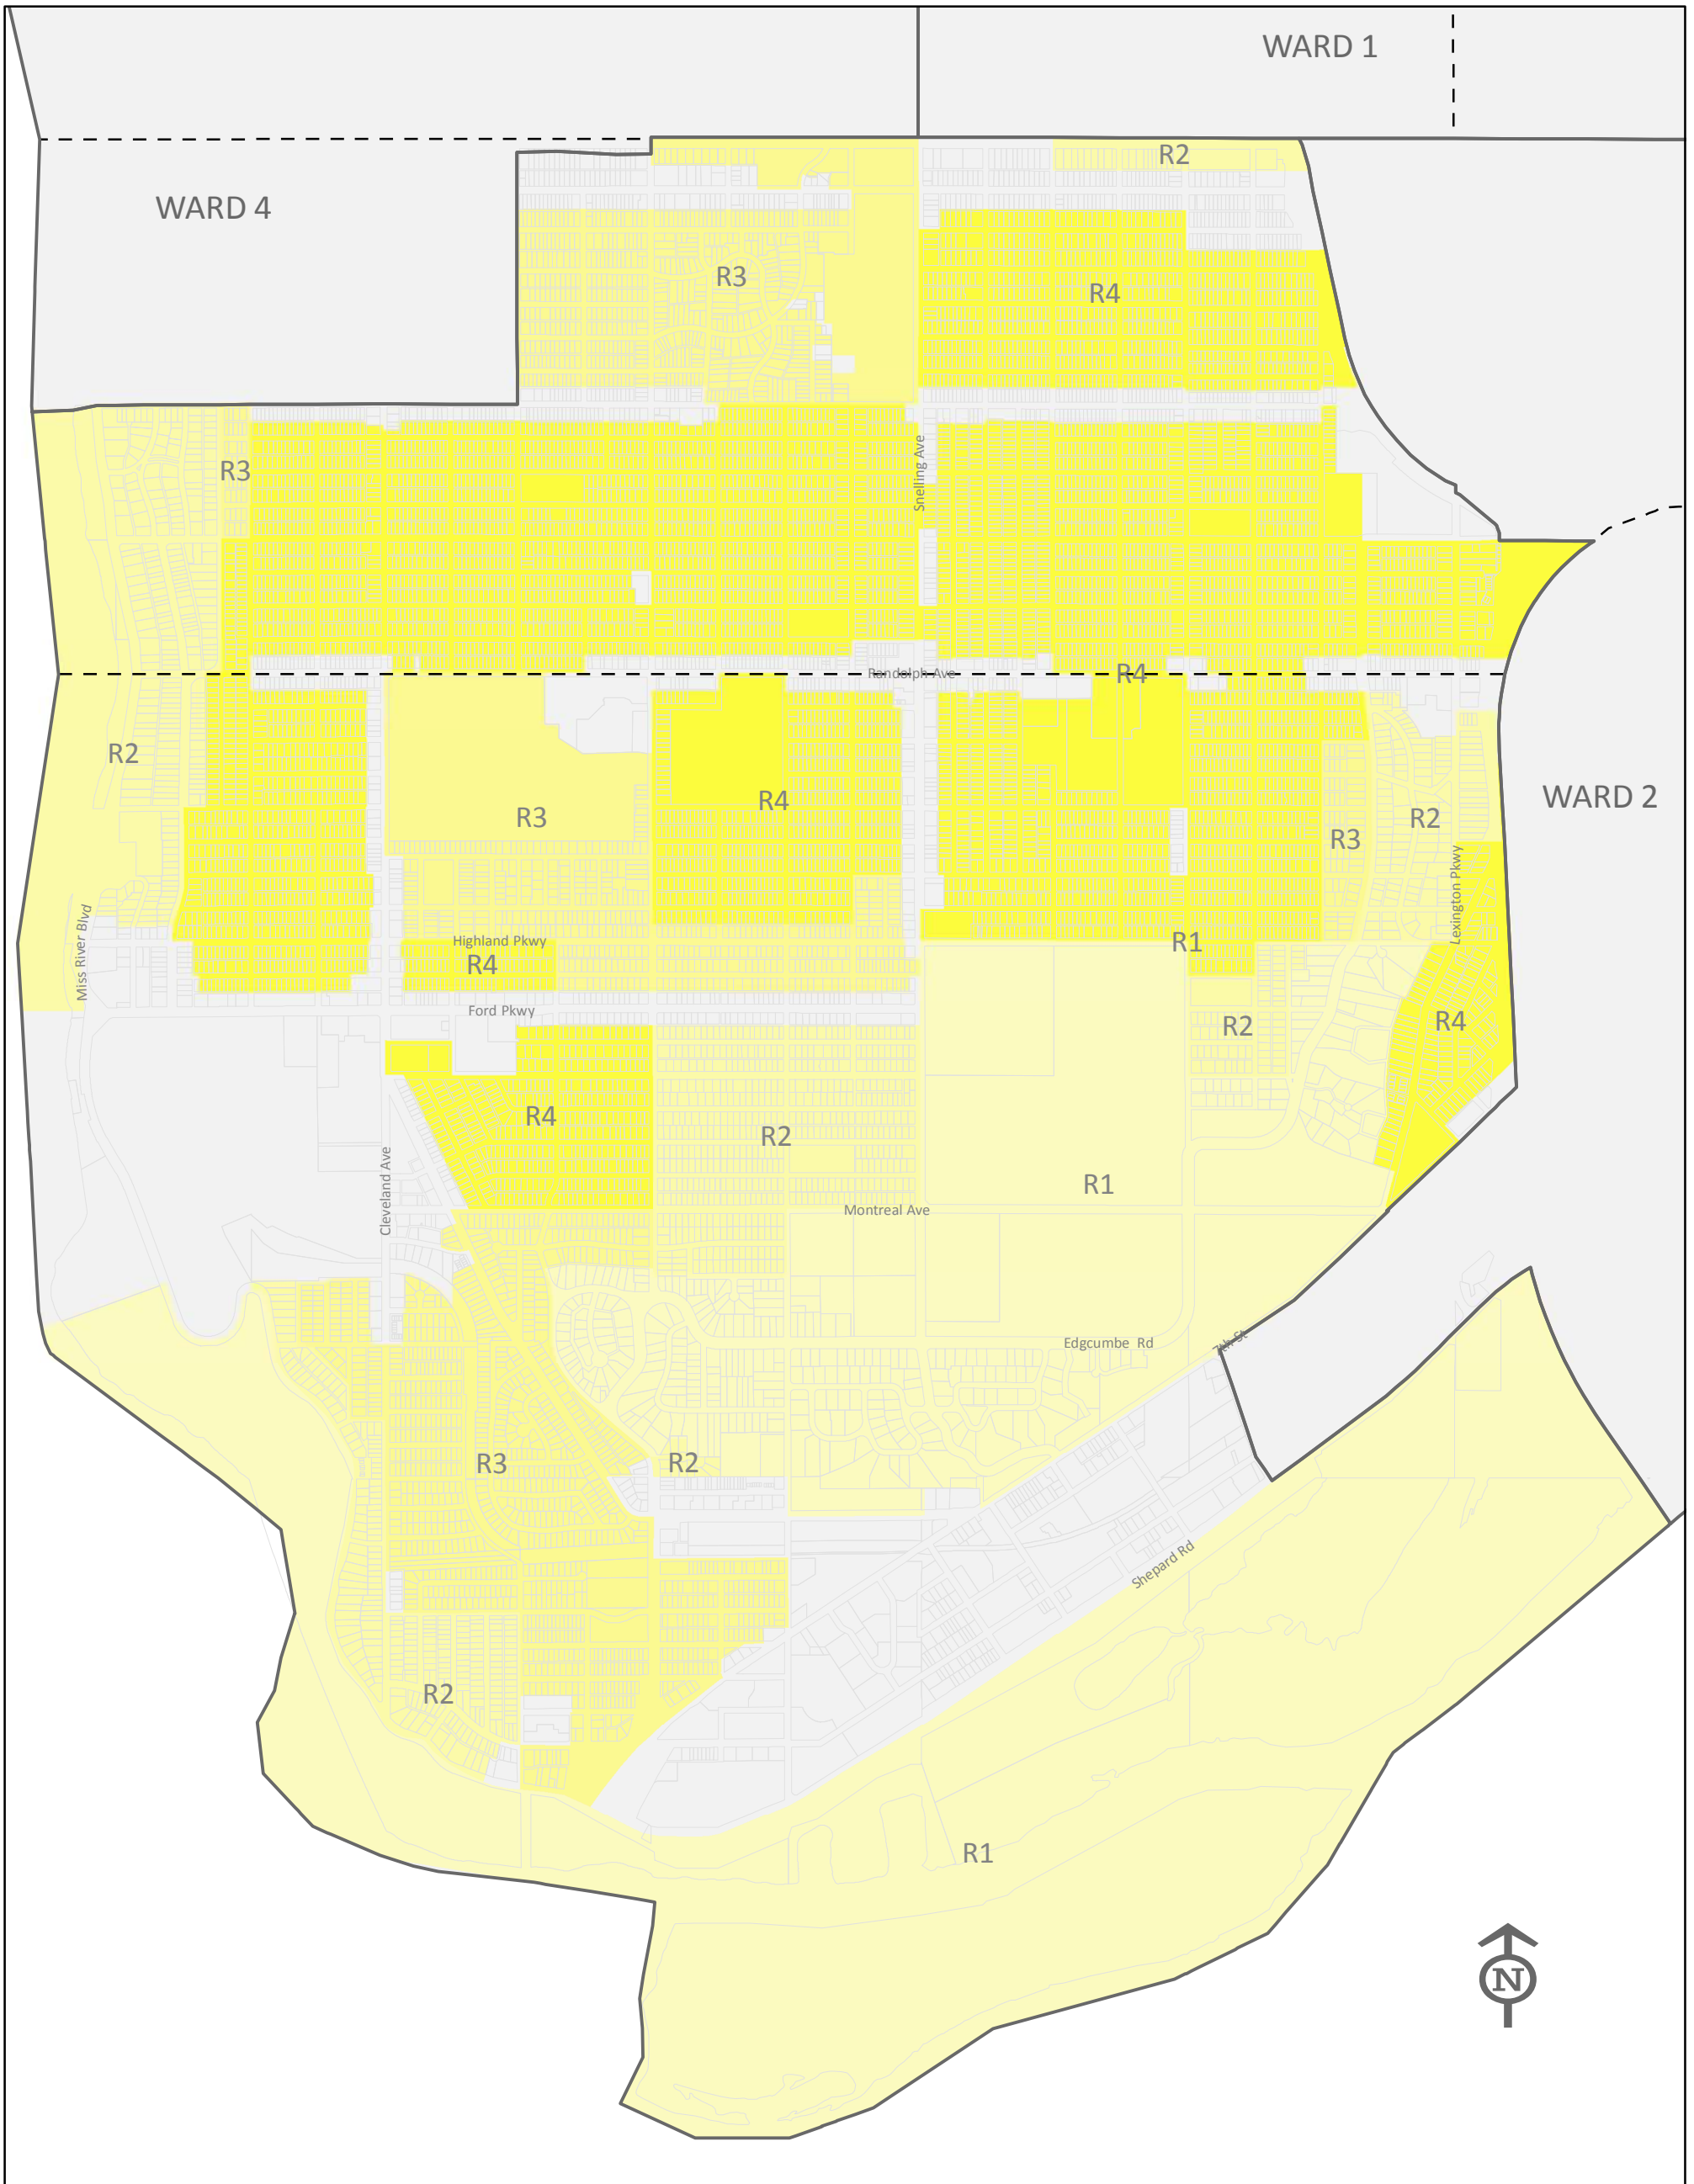 WARD 1
R2
WARD 4
R3
R4
Snelling Ave
R3
Randolph Ave
R4
R2
R4
R3
WARD 2
R2
R3
Lexington Pkwy
Miss River Blvd
Highland Pkwy
R1
R4
Ford Pkwy
R2
R4
R4
R2
Cleveland Ave
R1
Montreal Ave
Edgcumbe Rd
7th St
R3
R2
Shepard Rd
R2
R1
N